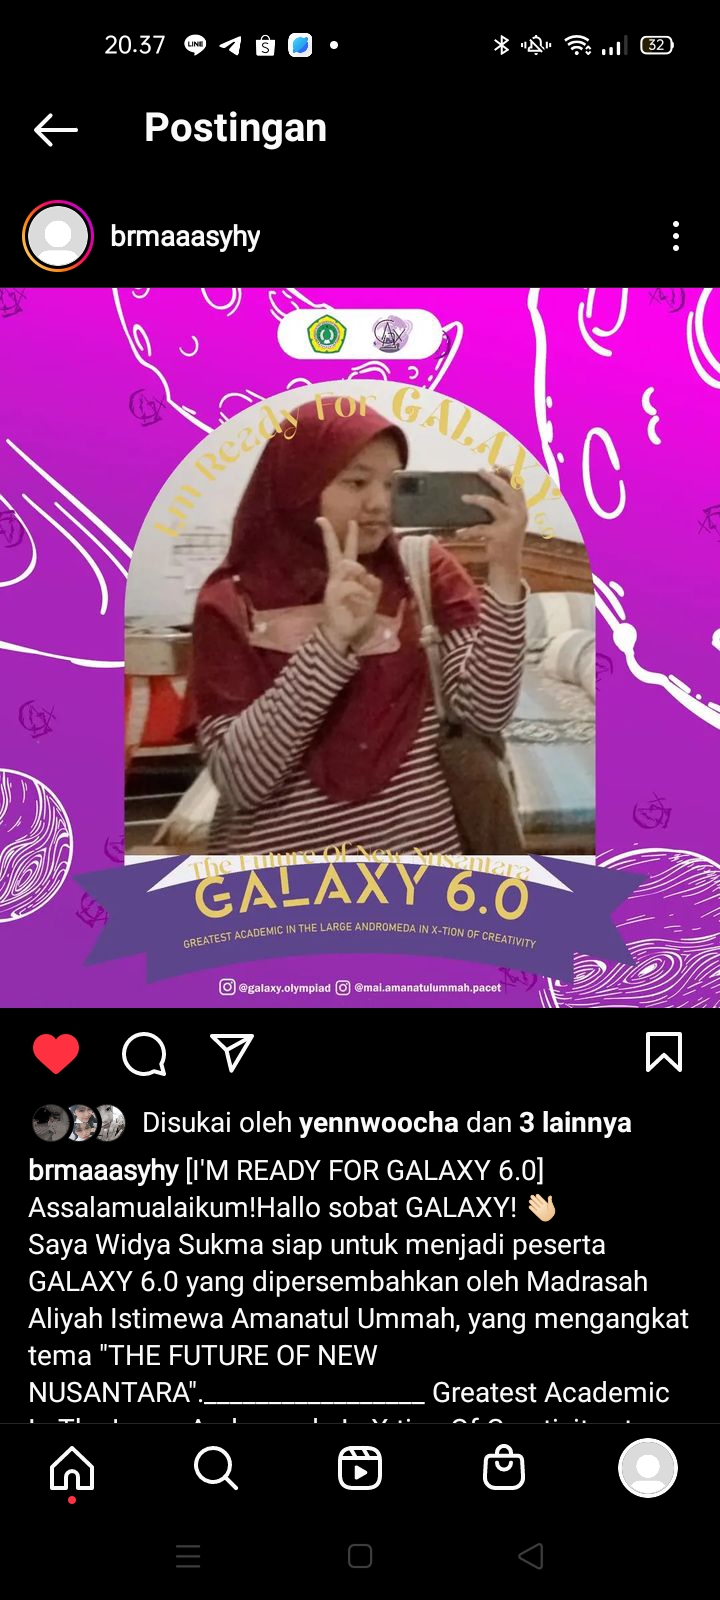 20.37
LINE
S
32
Postingan
brmaaasyhy
I'm Ready For GALAXY 6.0
The Future Of New Nusantara
GALAXY 6.0
GREATEST ACADEMIC IN THE LARGE ANDROMEDA IN X-TION OF CREATIVITY
@galaxy.olympiad @mai.amanatulummah.pacet
Disukai oleh yennwoocha dan 3 lainnya
brmaaasyhy [I'M READY FOR GALAXY 6.0]
Assalamualaikum!Hallo sobat GALAXY! 👋🏻
Saya Widya Sukma siap untuk menjadi peserta
GALAXY 6.0 yang dipersembahkan oleh Madrasah
Aliyah Istimewa Amanatul Ummah, yang mengangkat
tema "THE FUTURE OF NEW
NUSANTARA".__________________ Greatest Academic